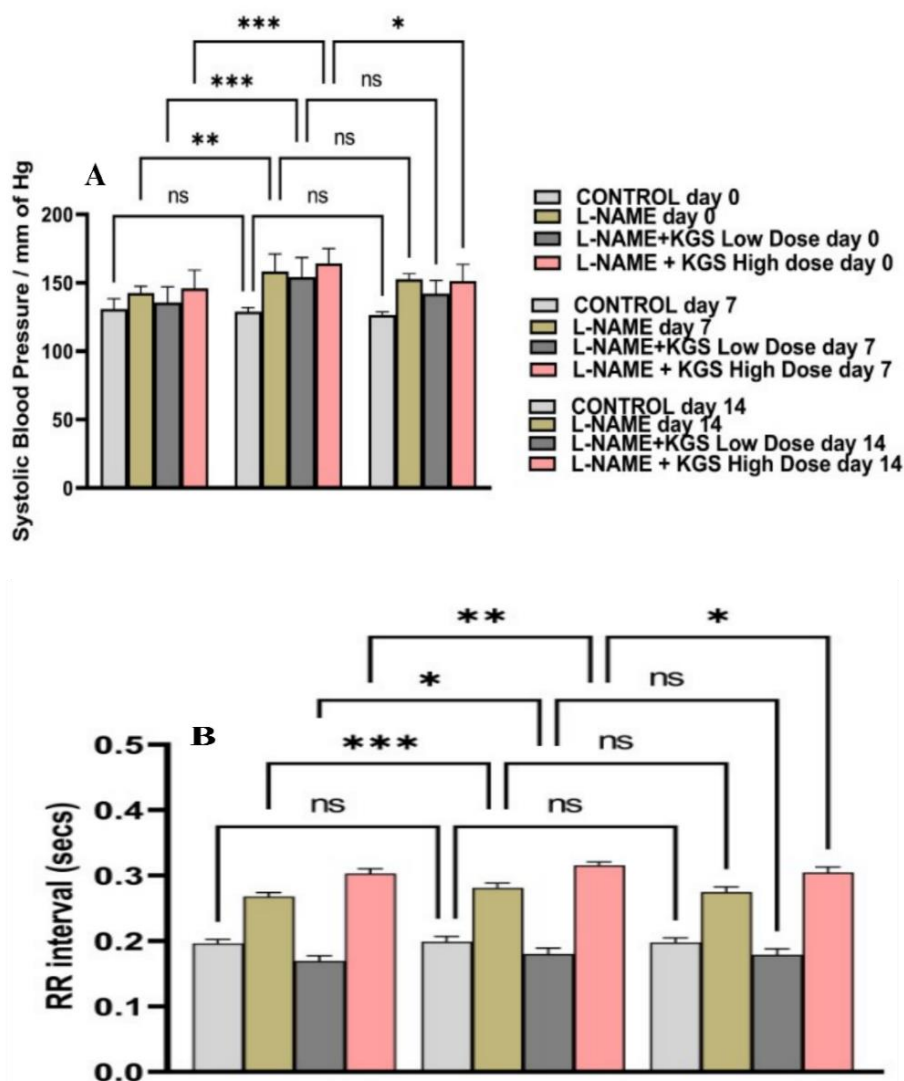 *** *
*** ns
** ns
A
ns ns
200
150
100
50
0
Systolic Blood Pressure / mm of Hg
CONTROL day 0
L-NAME day 0
L-NAME+KGS Low Dose day 0
L-NAME + KGS High dose day 0
CONTROL day 7
L-NAME day 7
L-NAME+KGS Low Dose day 7
L-NAME + KGS High Dose day 7
CONTROL day 14
L-NAME day 14
L-NAME+KGS Low Dose day 14
L-NAME + KGS High Dose day 14
** *
* ns
B
*** ns
ns ns
0.5
0.4
0.3
0.2
0.1
0.0
RR interval (secs)